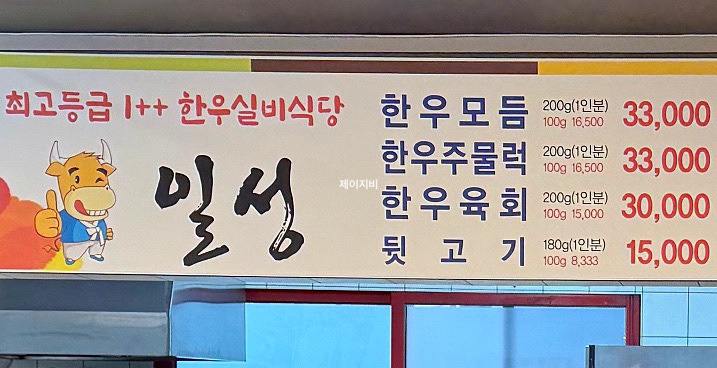 최고등급 1++ 한우실비식당
일성
제이지비
한우모듬 200g(1인분) 33,000
100g 16,500
한우주물럭 200g(1인분) 33,000
100g 16,500
한우육회 200g(1인분) 30,000
100g 15,000
뒷고기 180g(1인분) 15,000
100g 8,333